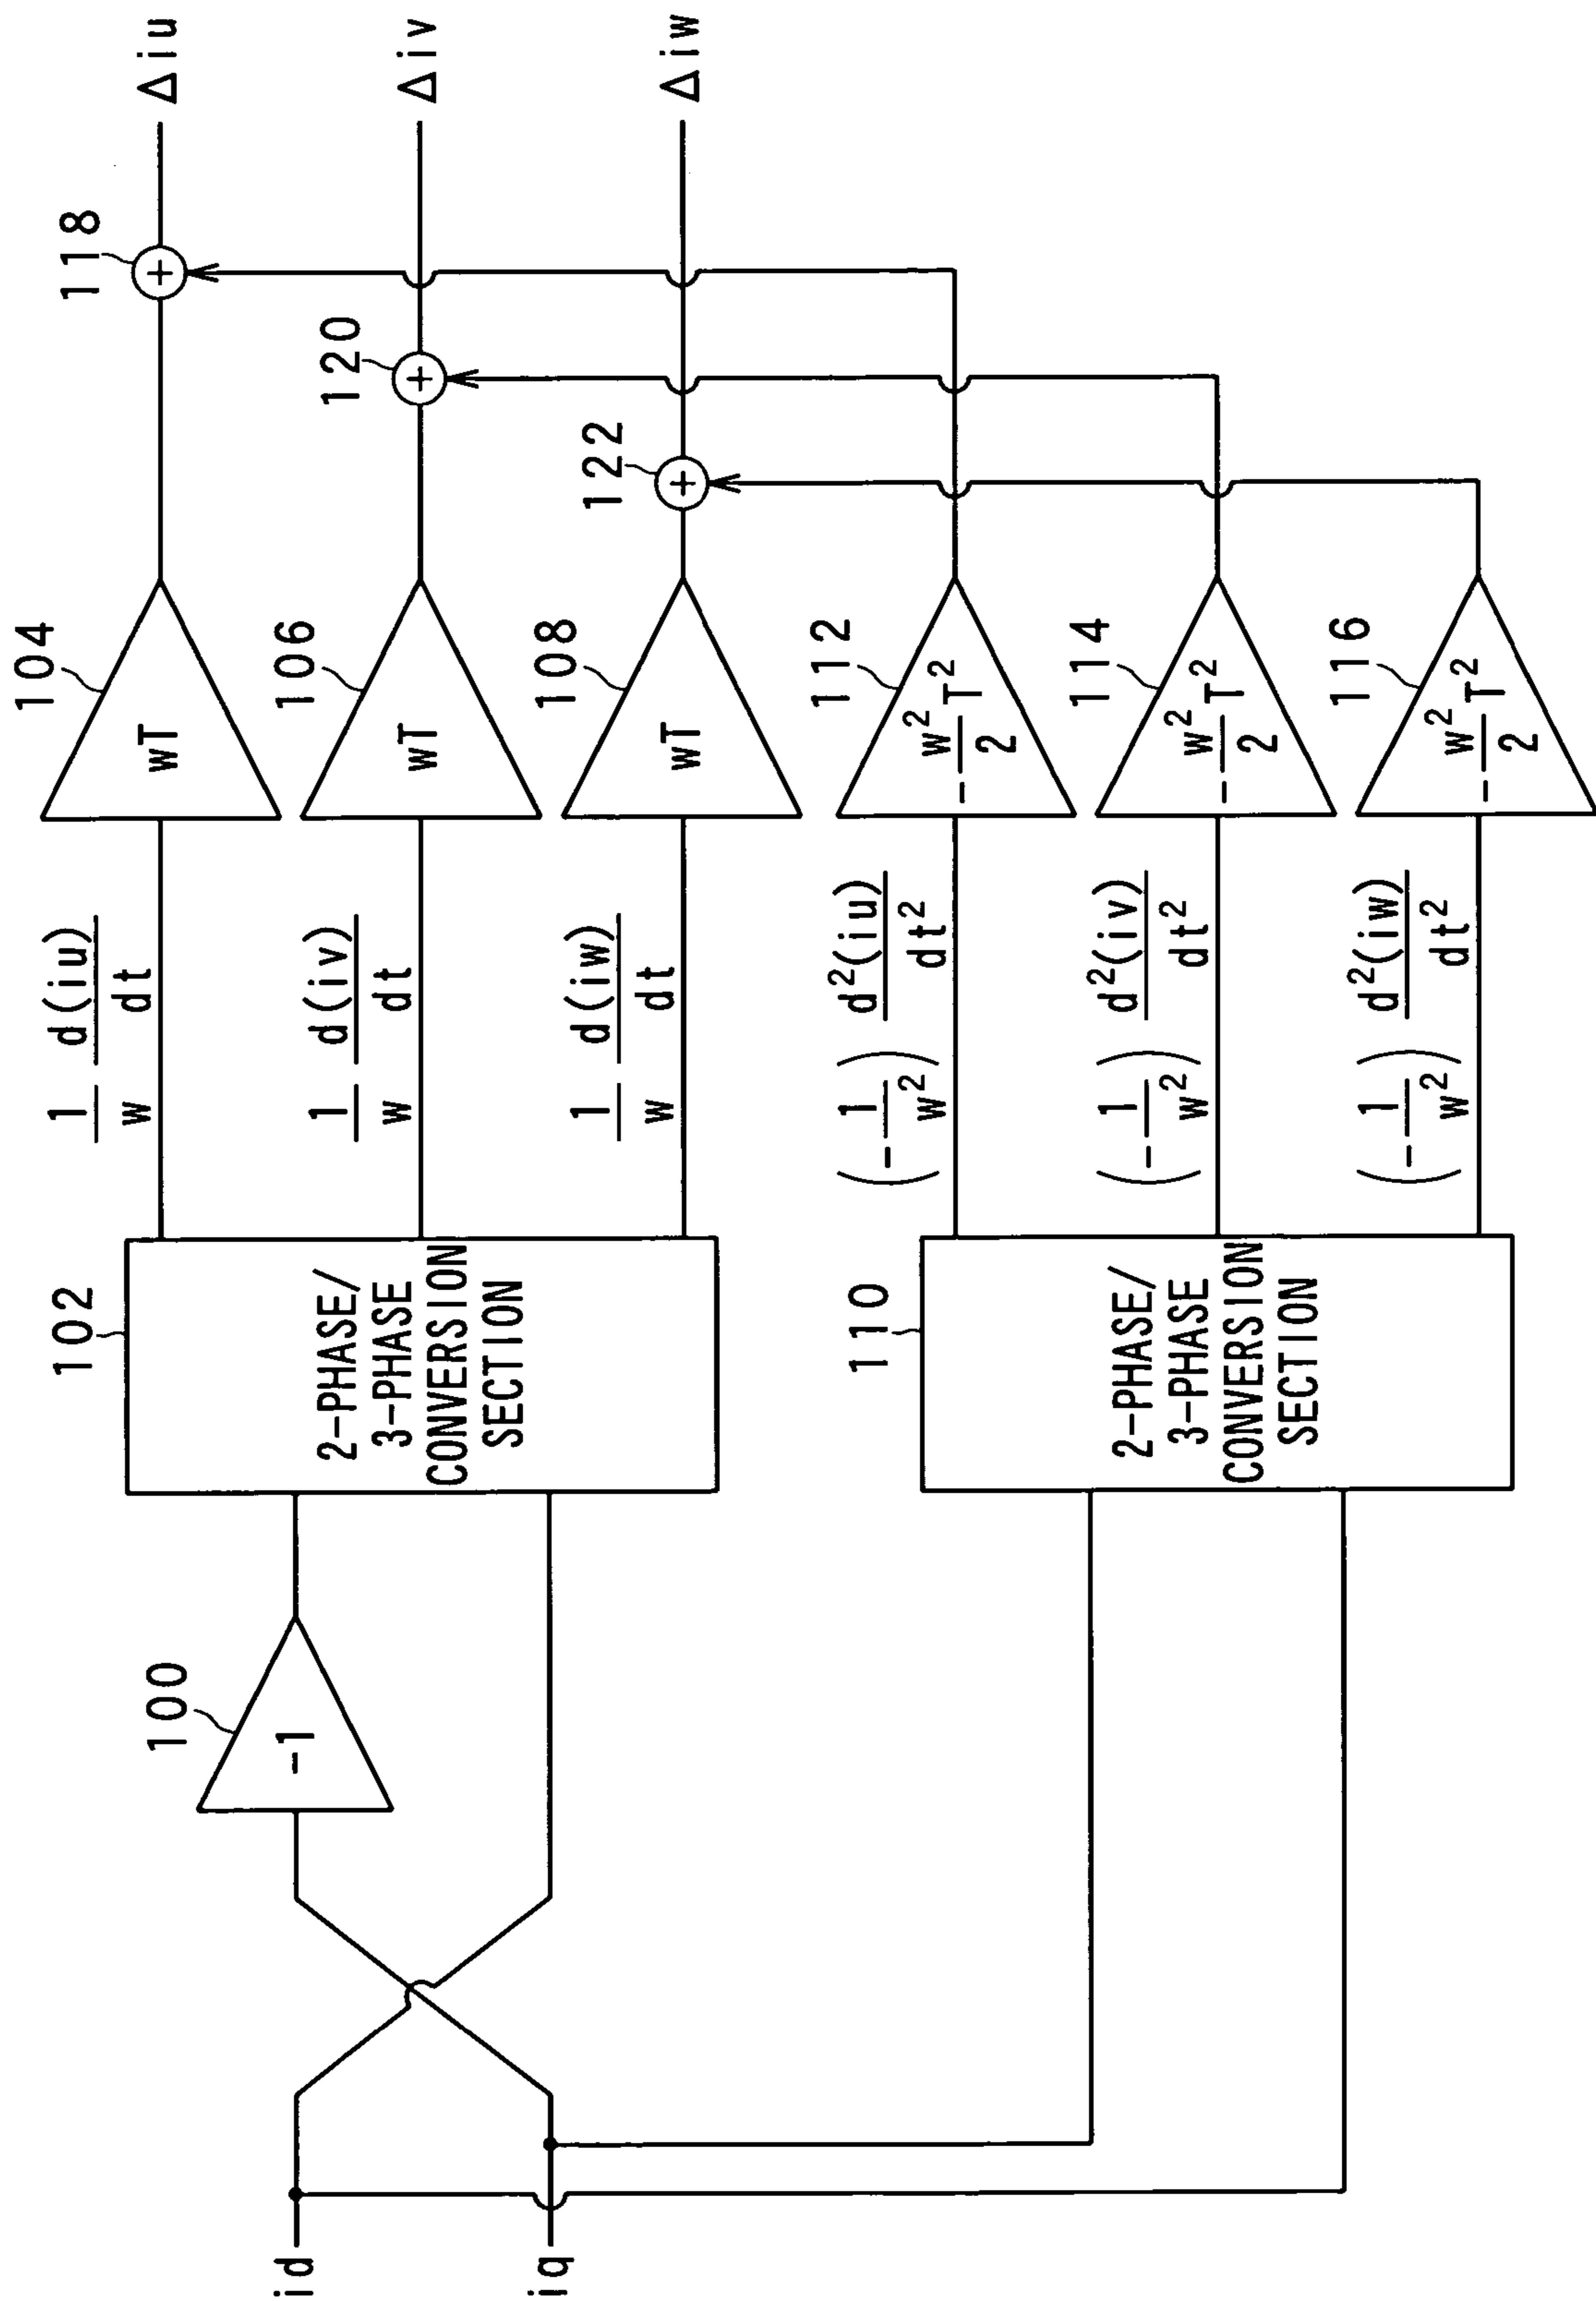 id
iq
100
-1
102
2-PHASE/
3-PHASE
CONVERSION
SECTION
110
2-PHASE/
3-PHASE
CONVERSION
SECTION
1/w d(iu)/dt
1/w d(iv)/dt
1/w d(iw)/dt
(-1/w²) d²(iu)/dt²
(-1/w²) d²(iv)/dt²
(-1/w²) d²(iw)/dt²
104
wT
106
wT
108
wT
112
-w²/2 T²
114
-w²/2 T²
116
-w²/2 T²
118
+
120
+
122
+
Δiu
Δiv
Δiw